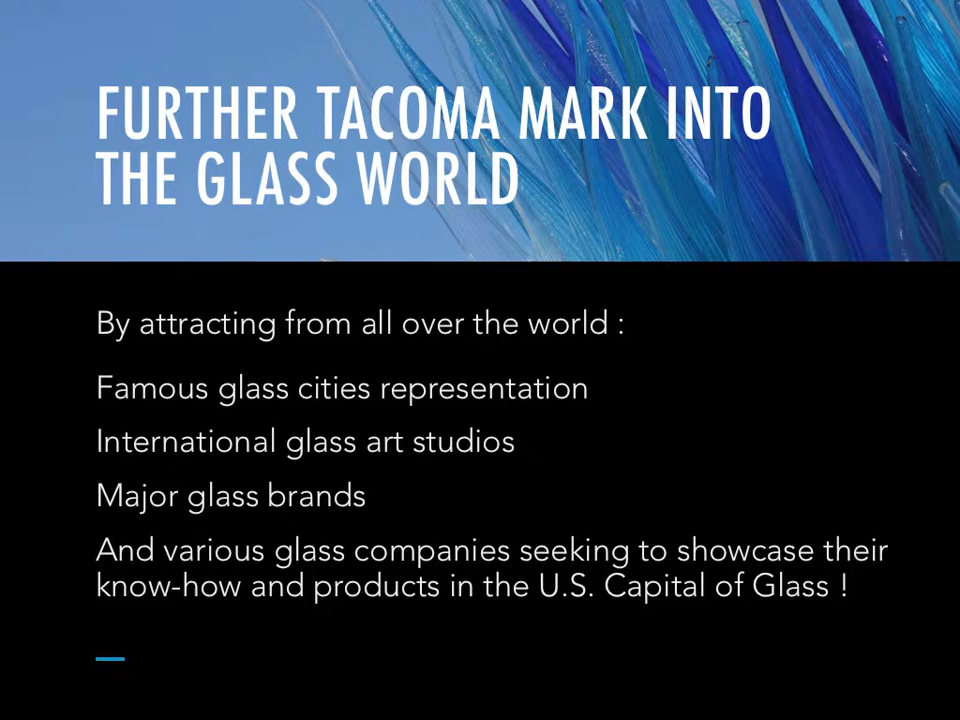 FURTHER TACOMA MARK INTO
THE GLASS WORLD
By attracting from all over the world :
Famous glass cities representation
International glass art studios
Major glass brands
And various glass companies seeking to showcase their
know-how and products in the U.S. Capital of Glass !